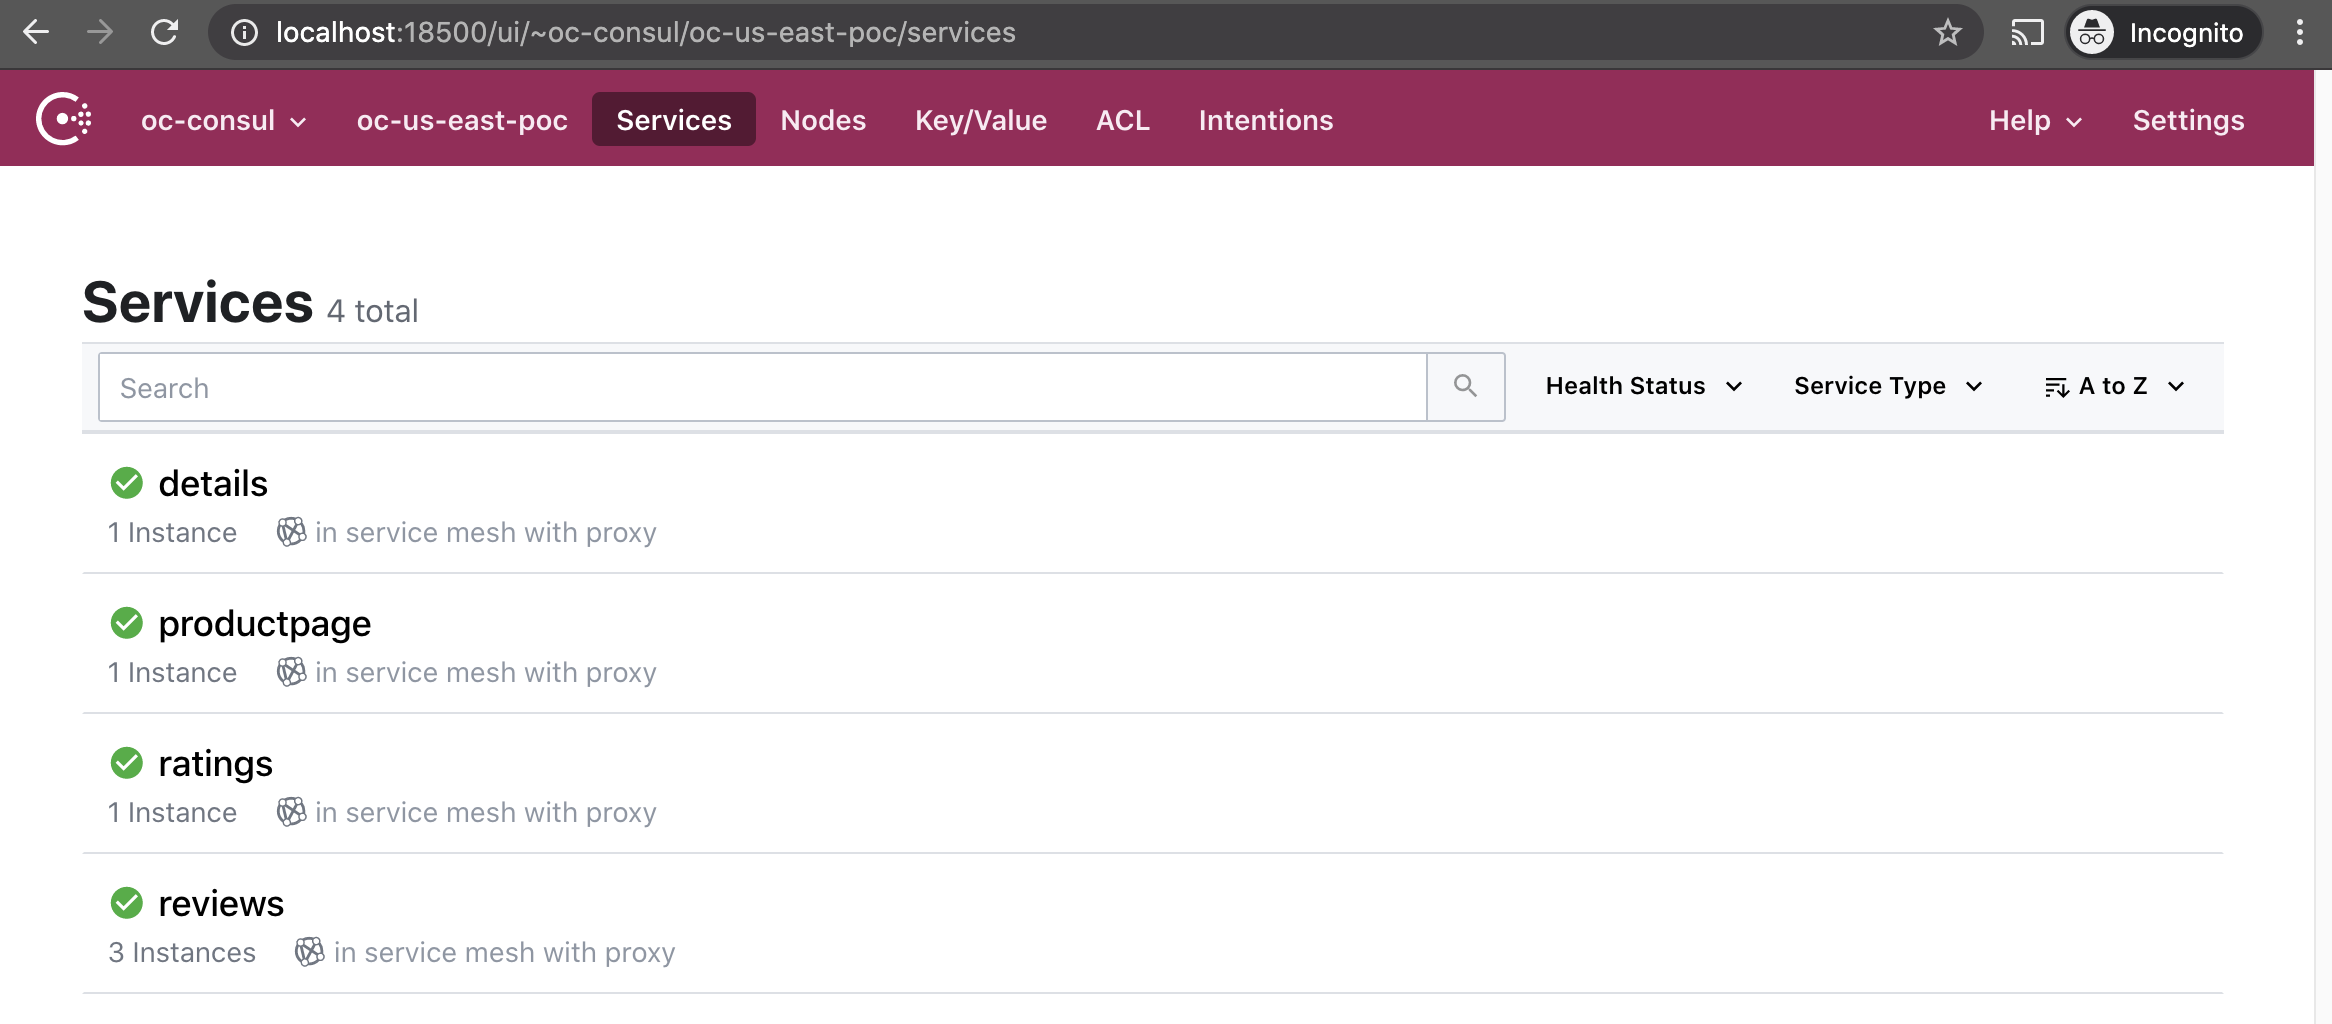 localhost:18500/ui/~oc-consul/oc-us-east-poc/services Incognito
oc-consul oc-us-east-poc Services Nodes Key/Value ACL Intentions Help Settings
Services 4 total
Search Health Status Service Type A to Z
details
1 Instance in service mesh with proxy
productpage
1 Instance in service mesh with proxy
ratings
1 Instance in service mesh with proxy
reviews
3 Instances in service mesh with proxy